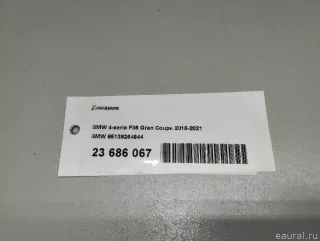 Динамик
BMW 4-serie F36 Gran Coupe 2016-2021
BMW 65139264944
23 686 067
© eaural.ru